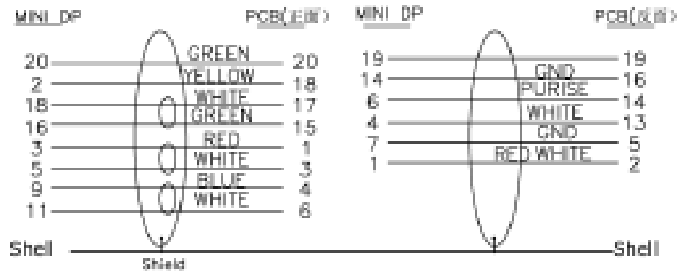 MINI DP PCB(正面) MINI DP PCB(反面)
20 GREEN 20
2 YELLOW 18
18 WHITE 17
16 GREEN 15
3 RED 1
5 WHITE 3
9 BLUE 4
11 WHITE 6
19 19
14 GND 16
6 PURISE 14
4 WHITE 13
7 GND 5
1 RED WHITE 2
Shell Shell
Shield